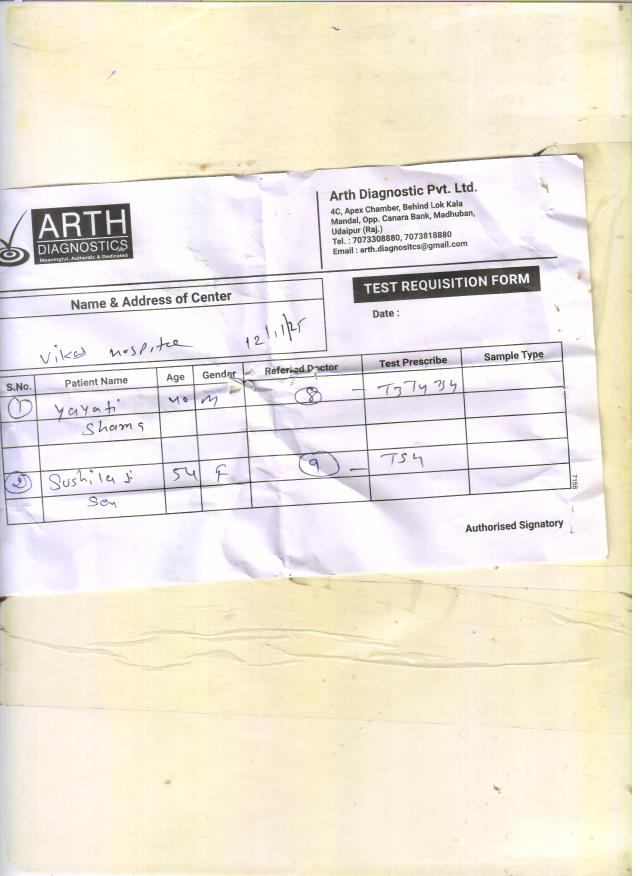 ARTH
DIAGNOSTICS
Meaningful, Authentic & Dedicated
Arth Diagnostic Pvt. Ltd.
4C, Apex Chamber, Behind Lok Kala
Mandal, Opp. Canara Bank, Madhuban,
Udaipur (Raj.)
Tel. : 7073308880, 7073818880
Email : arth.diagnositcs@gmail.com
Name & Address of Center
TEST REQUISITION FORM
Date :
Vikas Hospital 12/1/25
S.No. Patient Name Age Gender Referred Doctor Test Prescribe Sample Type
1 Yayati 40 M 8 - T3 T4
Sharma
2 Sushila 54 F 9 - TSH
Sen
7158
Authorised Signatory